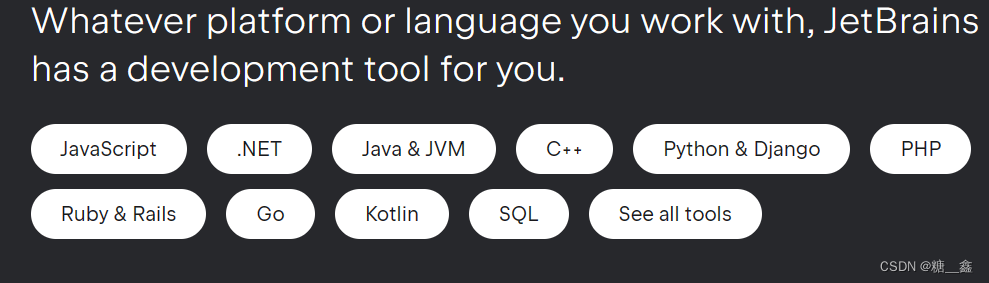 Whatever platform or language you work with, JetBrains
has a development tool for you.
JavaScript .NET Java & JVM C++ Python & Django PHP
Ruby & Rails Go Kotlin SQL See all tools
CSDN @糖__鑫